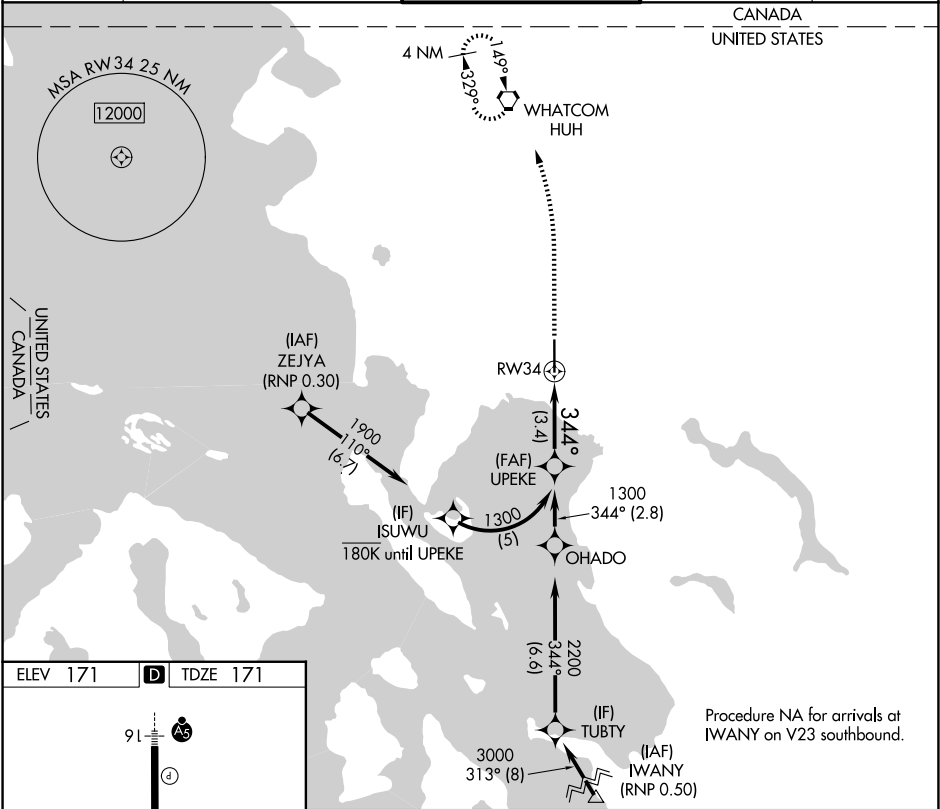 CANADA
UNITED STATES
MSA RW34 25 NM
12000
4 NM
149°
329°
WHATCOM
HUH
UNITED STATES
CANADA
(IAF)
ZEJYA
(RNP 0.30)
1900
110°
(6.7)
RW34
344°
(3.4)
(FAF)
UPEKE
(IF)
ISUWU
180K until UPEKE
1300
(5)
1300
344° (2.8)
OHADO
2200
344°
(6.6)
(IF)
TUBTY
3000
313° (8)
(IAF)
IWANY
(RNP 0.50)
Procedure NA for arrivals at
IWANY on V23 southbound.
ELEV 171 D TDZE 171
16
A5
P